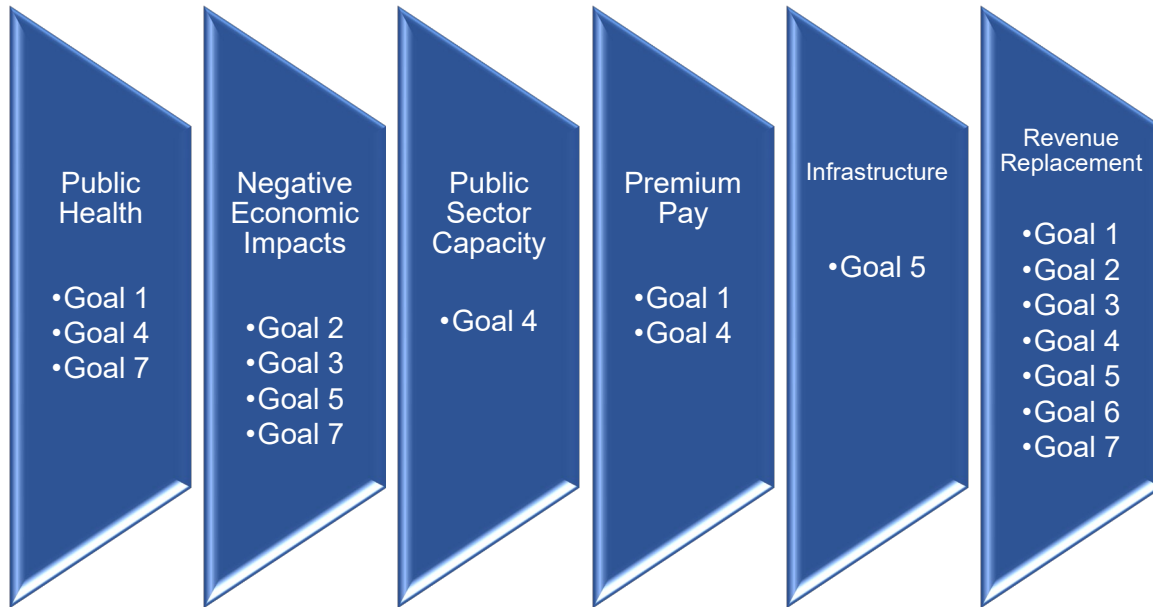 Public
Health
•Goal 1
•Goal 4
•Goal 7
Negative
Economic
Impacts
•Goal 2
•Goal 3
•Goal 5
•Goal 7
Public
Sector
Capacity
•Goal 4
Premium
Pay
•Goal 1
•Goal 4
Infrastructure
•Goal 5
Revenue
Replacement
•Goal 1
•Goal 2
•Goal 3
•Goal 4
•Goal 5
•Goal 6
•Goal 7